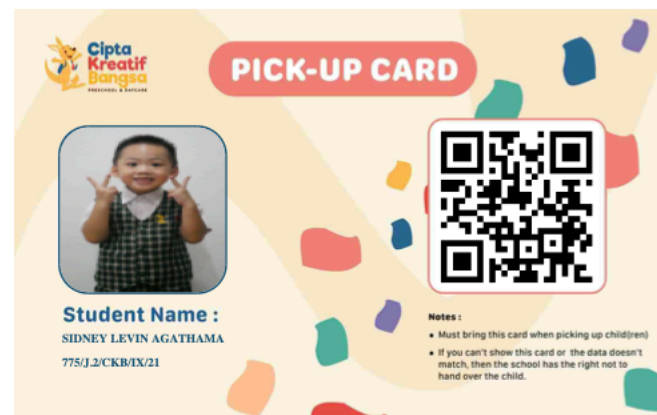 Cipta
Kreatif
Bangsa
PRESCHOOL & DAYCARE
PICK-UP CARD
Student Name :
SIDNEY LEVIN AGATHAMA
775/J.2/CKB/IX/21
Notes :
• Must bring this card when picking up child(ren)
• If you can't show this card or the data doesn't
match, then the school has the right not to
hand over the child.